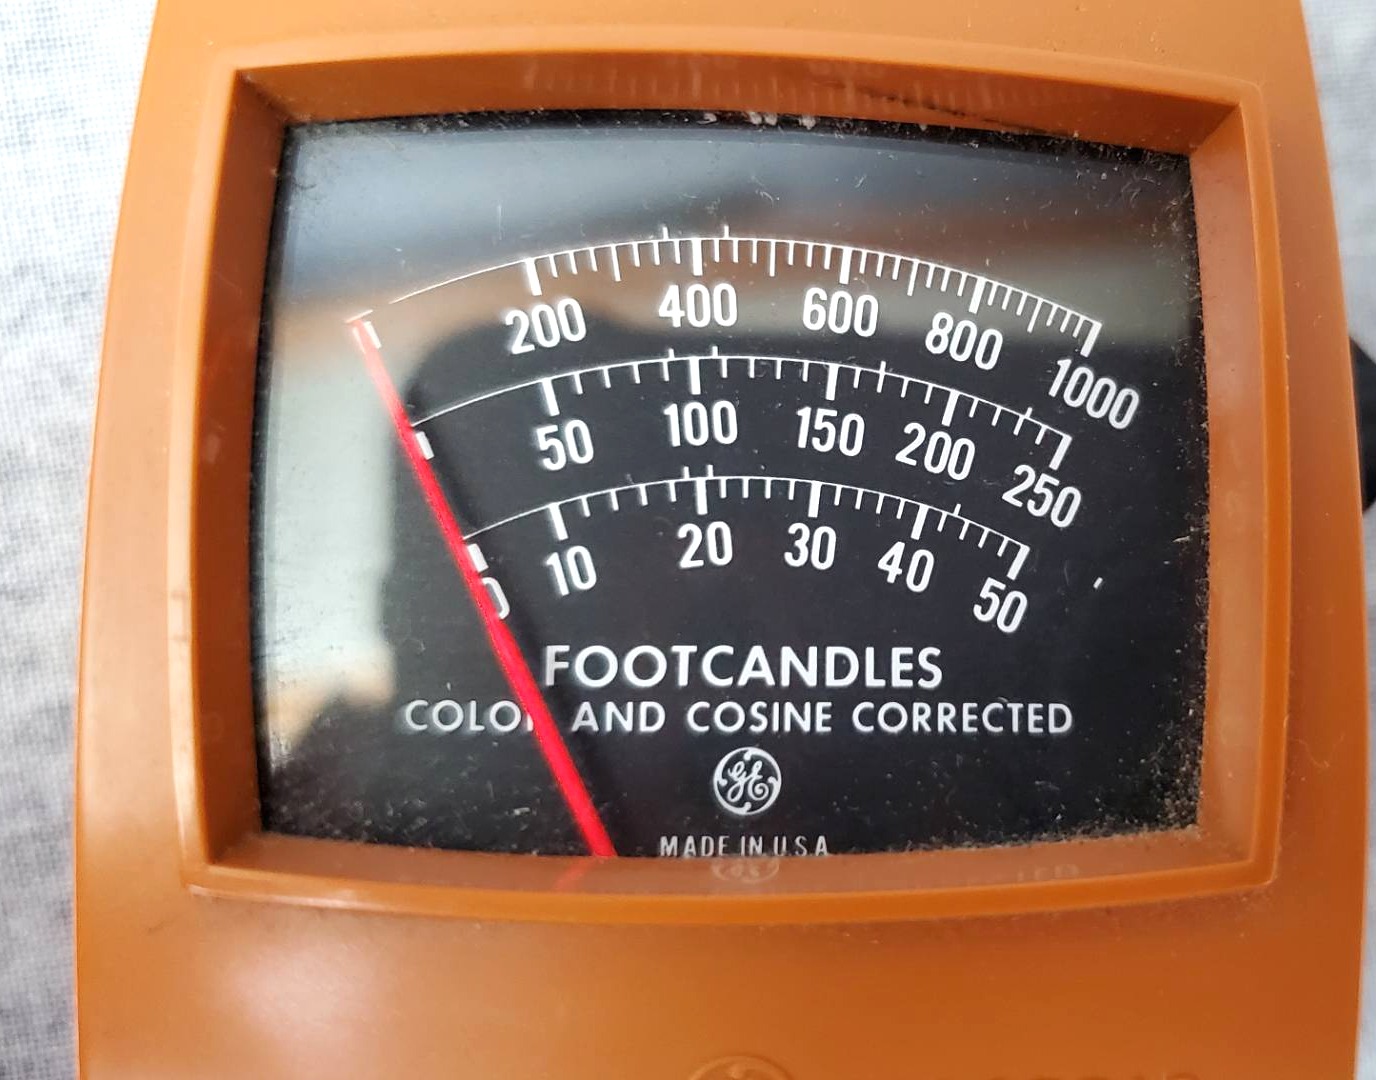 200 400 600 800 1000
50 100 150 200 250
0 10 20 30 40 50
FOOTCANDLES
COLOR AND COSINE CORRECTED
GE
MADE IN U.S.A